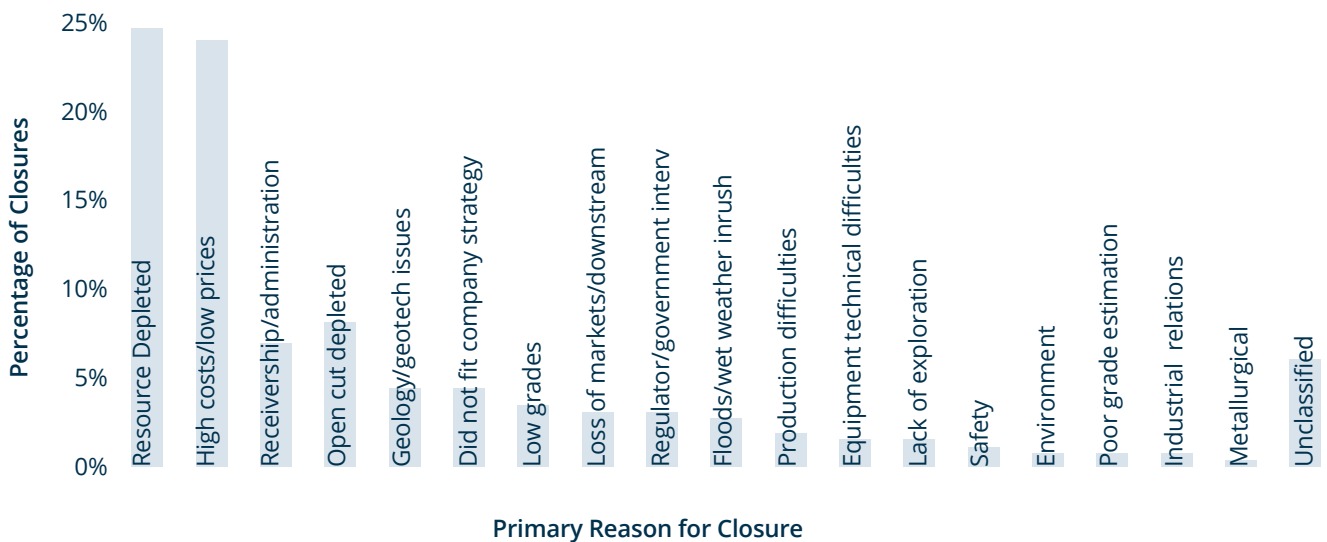 Percentage of Closures
25%
20%
15%
10%
5%
0%
Resource Depleted
High costs/low prices
Receivership/administration
Open cut depleted
Geology/geotech issues
Did not fit company strategy
Low grades
Loss of markets/downstream
Regulator/government interv
Floods/wet weather inrush
Production difficulties
Equipment technical difficulties
Lack of exploration
Safety
Environment
Poor grade estimation
Industrial relations
Metallurgical
Unclassified
Primary Reason for Closure